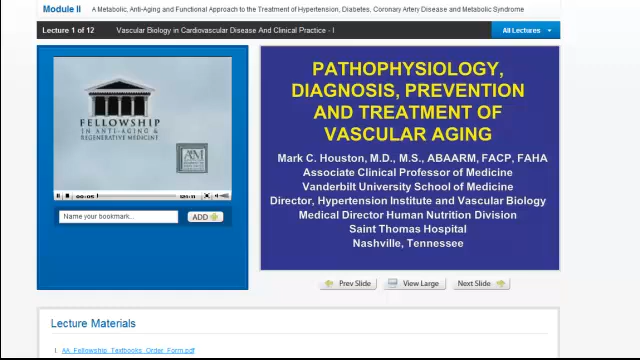 Module II A Metabolic, Anti-Aging and Functional Approach to the Treatment of Hypertension, Diabetes, Coronary Artery Disease and Metabolic Syndrome
Lecture 1 of 12 Vascular Biology in Cardiovascular Disease And Clinical Practice - I All Lectures
FELLOWSHIP
IN ANTI-AGING &
REGENERATIVE MEDICINE
00:05
Name your bookmark... ADD
PATHOPHYSIOLOGY,
DIAGNOSIS, PREVENTION
AND TREATMENT OF
VASCULAR AGING
Mark C. Houston, M.D., M.S., ABAARM, FACP, FAHA
Associate Clinical Professor of Medicine
Vanderbilt University School of Medicine
Director, Hypertension Institute and Vascular Biology
Medical Director Human Nutrition Division
Saint Thomas Hospital
Nashville, Tennessee
Prev Slide View Large Next Slide
Lecture Materials
1. AA_Fellowship_Textbooks_Order_Form.pdf